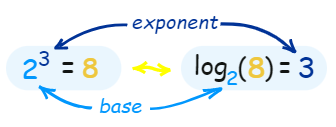 exponent
2³ = 8 log₂(8) = 3
base